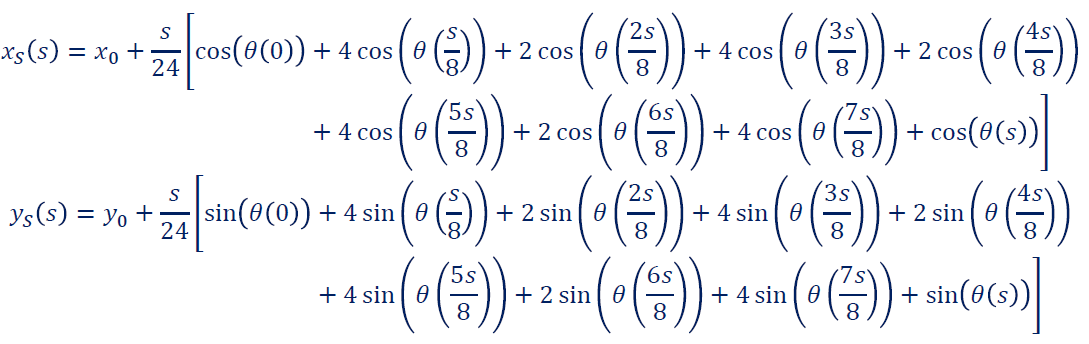 x_S(s) = x_0 + s/24 [cos(θ(0)) + 4 cos(θ(s/8)) + 2 cos(θ(2s/8)) + 4 cos(θ(3s/8)) + 2 cos(θ(4s/8))
+ 4 cos(θ(5s/8)) + 2 cos(θ(6s/8)) + 4 cos(θ(7s/8)) + cos(θ(s))]
y_S(s) = y_0 + s/24 [sin(θ(0)) + 4 sin(θ(s/8)) + 2 sin(θ(2s/8)) + 4 sin(θ(3s/8)) + 2 sin(θ(4s/8))
+ 4 sin(θ(5s/8)) + 2 sin(θ(6s/8)) + 4 sin(θ(7s/8)) + sin(θ(s))]